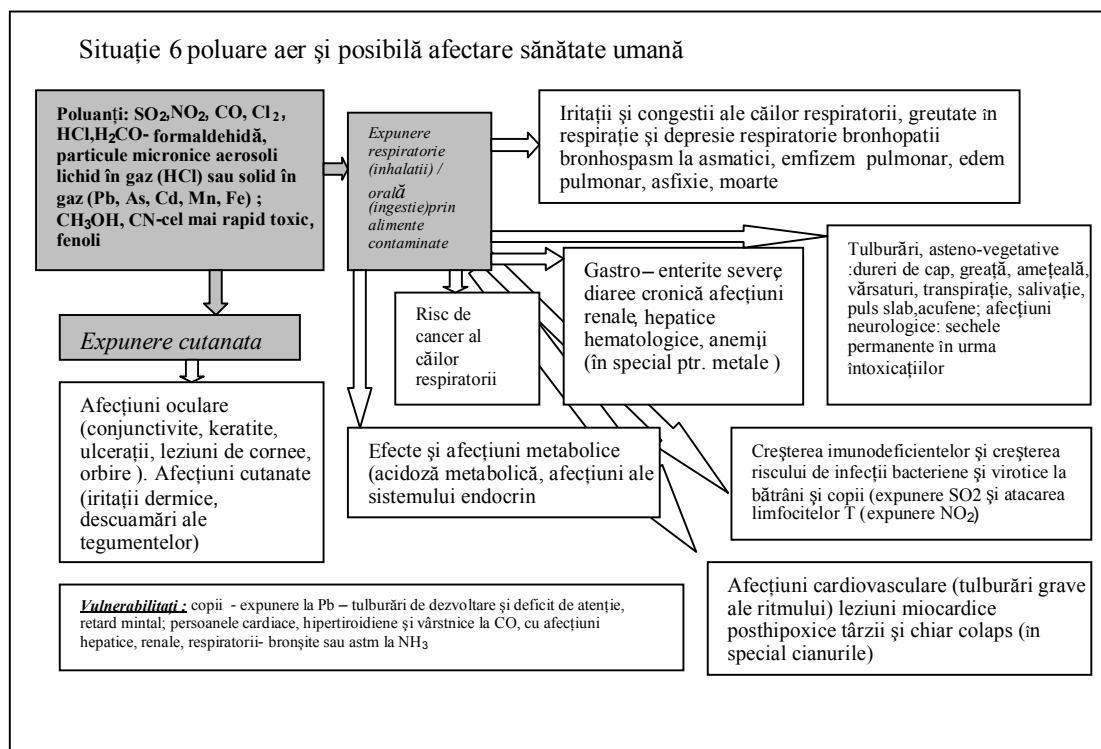 Situație 6 poluare aer şi posibilă afectare sănătate umană
Poluanți: SO₂,NO₂, CO, Cl₂,
HCl,H₂CO- formaldehidă,
particule micronice aerosoli
lichid în gaz (HCl) sau solid în
gaz (Pb, As, Cd, Mn, Fe) ;
CH₃OH, CN-cel mai rapid toxic,
fenoli
Expunere
respiratorie
(inhalatii) /
orală
(ingestie)prin
alimente
contaminate
Iritații şi congestii ale căilor respiratorii, greutate în
respirație şi depresie respiratorie bronhopatii
bronhospasm la asmatici, emfizem pulmonar, edem
pulmonar, asfixie, moarte
Tulburări, asteno-vegetative
:dureri de cap, greață, amețeală,
vărsaturi, transpirație, salivație,
puls slab,acufene; afecțiuni
neurologice: sechele
permanente în urma
întoxicațiilor
Gastro – enterite severe,
diaree cronică afecțiuni
renale, hepatice
hematologice, anemii
(în special ptr. metale )
Risc de
cancer al
căilor
respiratorii
Expunere cutanata
Afecțiuni oculare
(conjunctivite, keratite,
ulcerații, leziuni de cornee,
orbire ). Afecțiuni cutanate
(iritații dermice,
descuamări ale
tegumentelor)
Efecte şi afecțiuni metabolice
(acidoză metabolică, afecțiuni ale
sistemului endocrin
Creşterea imunodeficientelor şi creşterea
riscului de infecții bacteriene şi virotice la
bătrâni şi copii (expunere SO2 şi atacarea
limfocitelor T (expunere NO₂)
Afecțiuni cardiovasculare (tulburări grave
ale ritmului) leziuni miocardice
posthipoxice târzii şi chiar colaps (în
special cianurile)
Vulnerabilitați : copii - expunere la Pb – tulburări de dezvoltare şi deficit de atenție,
retard mintal; persoanele cardiace, hipertiroidiene şi vârstnice la CO, cu afecțiuni
hepatice, renale, respiratorii- bronşite sau astm la NH₃